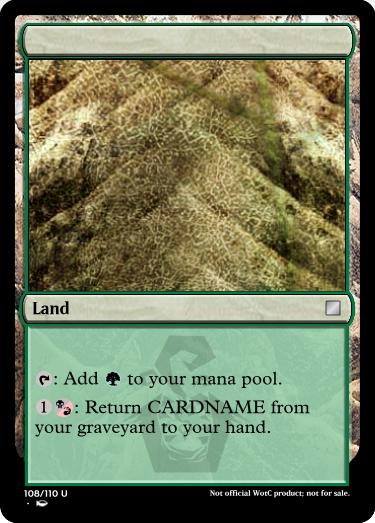 Land
: Add to your mana pool.
1 : Return CARDNAME from
your graveyard to your hand.
108/110 U
Not official WotC product; not for sale.